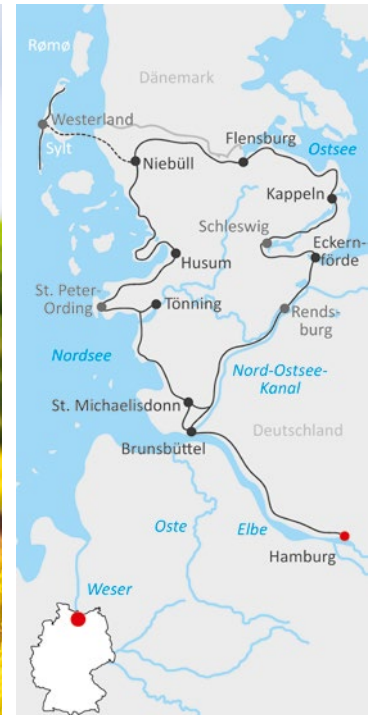 Rømø
Dänemark
Westerland
Flensburg
Ostsee
Sylt
Niebüll
Kappeln
Schleswig
Eckern-
förde
Husum
St. Peter-
Ording
Tönning
Rends-
burg
Nordsee
Nord-Ostsee-
Kanal
St. Michaelisdonn
Deutschland
Brunsbüttel
Oste
Elbe
Hamburg
Weser